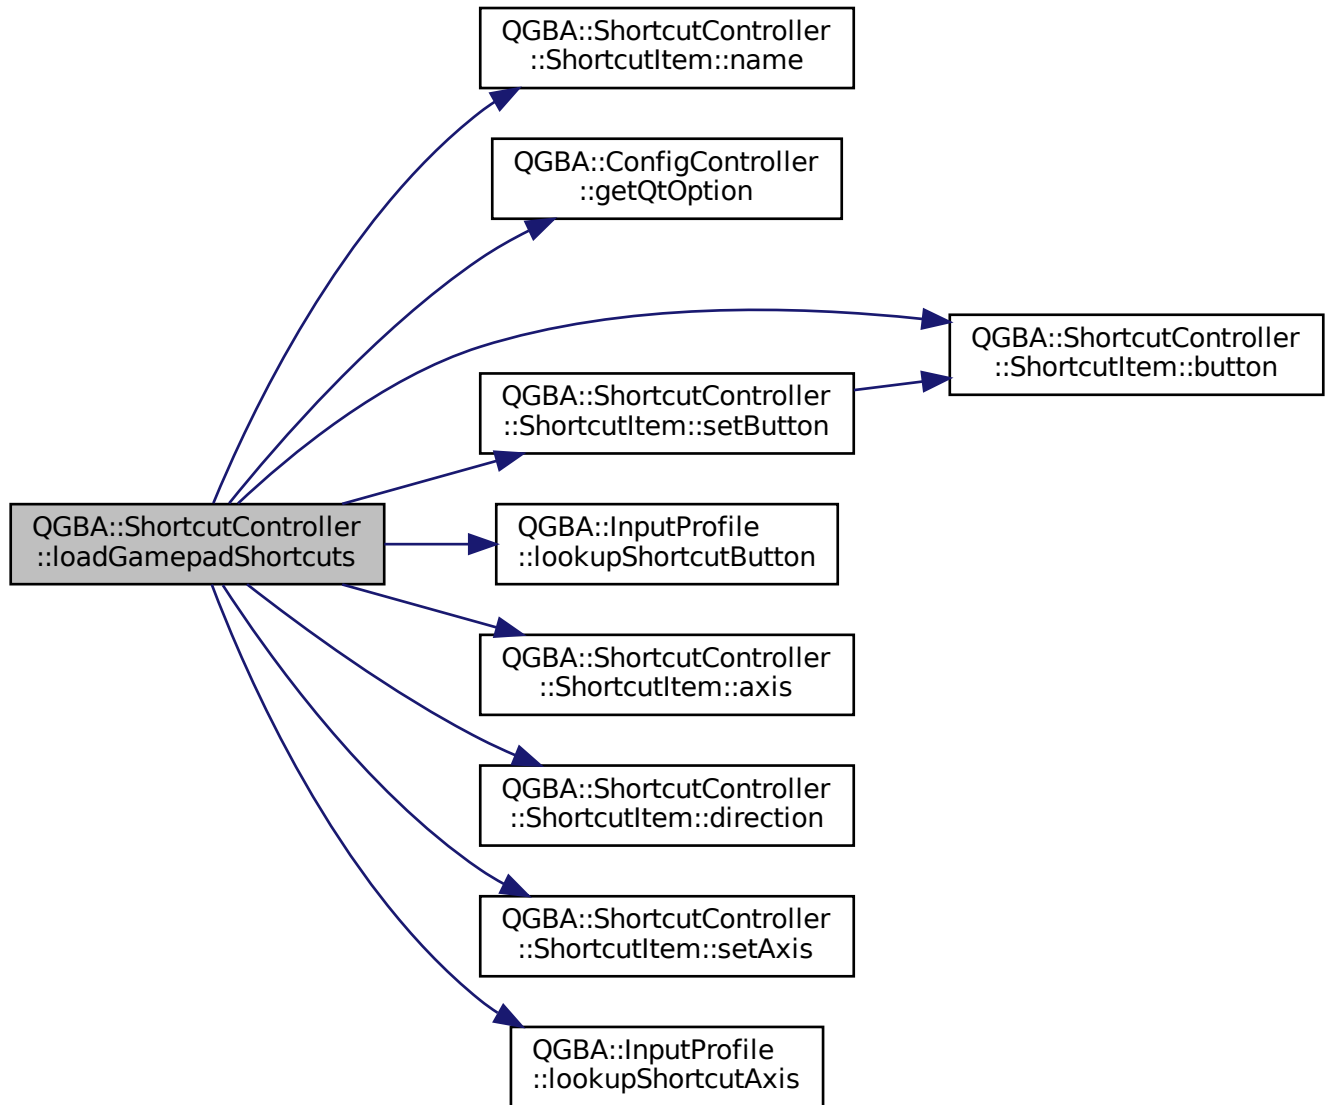 QGBA::ShortcutController
::ShortcutItem::name
QGBA::ConfigController
::getQtOption
QGBA::ShortcutController
::ShortcutItem::button
QGBA::ShortcutController
::ShortcutItem::setButton
QGBA::ShortcutController
::loadGamepadShortcuts
QGBA::InputProfile
::lookupShortcutButton
QGBA::ShortcutController
::ShortcutItem::axis
QGBA::ShortcutController
::ShortcutItem::direction
QGBA::ShortcutController
::ShortcutItem::setAxis
QGBA::InputProfile
::lookupShortcutAxis